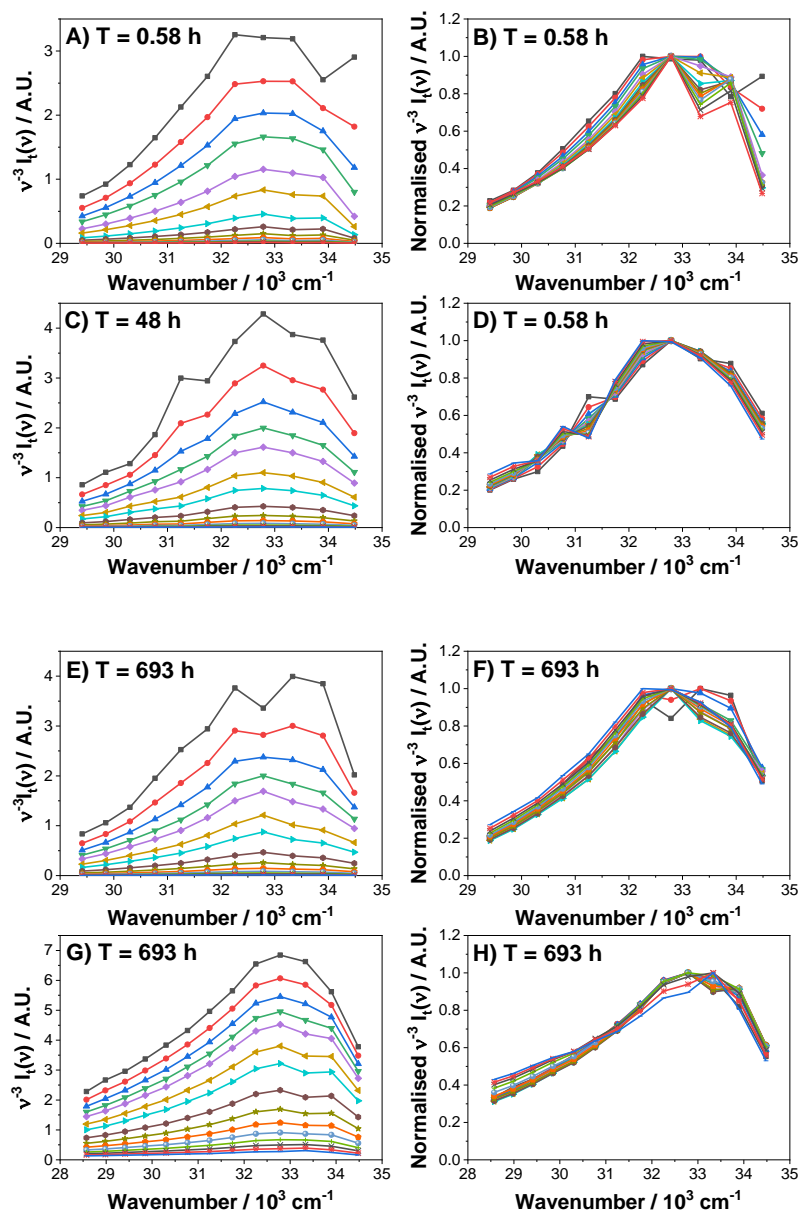 A) T = 0.58 h
ν⁻³ Iₜ(ν) / A.U.
3
2
1
0
29 30 31 32 33 34 35
Wavenumber / 10³ cm⁻¹
B) T = 0.58 h
Normalised ν⁻³ Iₜ(ν) / A.U.
1.0
0.8
0.6
0.4
0.2
0.0
29 30 31 32 33 34 35
Wavenumber / 10³ cm⁻¹
C) T = 48 h
ν⁻³ Iₜ(ν) / A.U.
4
3
2
1
0
29 30 31 32 33 34 35
Wavenumber / 10³ cm⁻¹
D) T = 0.58 h
Normalised ν⁻³ Iₜ(ν) / A.U.
1.2
1.0
0.8
0.6
0.4
0.2
0.0
29 30 31 32 33 34 35
Wavenumber / 10³ cm⁻¹
E) T = 693 h
ν⁻³Iₜ(ν) / A.U.
4
3
2
1
0
29 30 31 32 33 34 35
Wavenumber / 10³ cm⁻¹
F) T = 693 h
Normalised ν⁻³ Iₜ(ν) / A.U.
1.2
1.0
0.8
0.6
0.4
0.2
0.0
29 30 31 32 33 34 35
Wavenumber / 10³ cm⁻¹
G) T = 693 h
ν⁻³ Iₜ(ν) / A.U.
7
6
5
4
3
2
1
0
28 29 30 31 32 33 34 35
Wavenumber / 10³ cm⁻¹
H) T = 693 h
Normalised ν⁻³ Iₜ(ν) / A.U.
1.2
1.0
0.8
0.6
0.4
0.2
0.0
28 29 30 31 32 33 34 35
Wavenumber / 10³ cm⁻¹